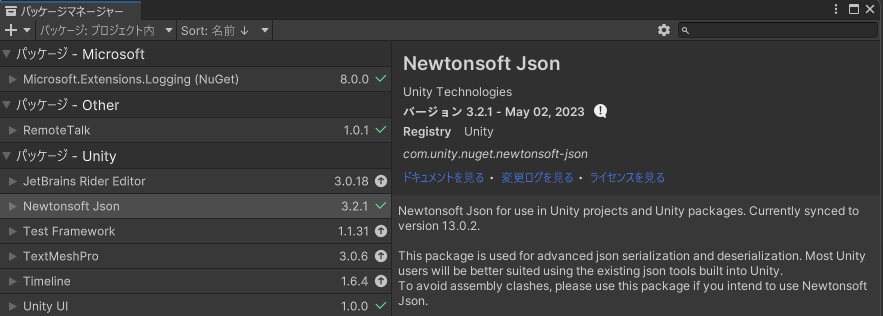 パッケージマネージャー
+ ▾ パッケージ: プロジェクト内 ▾ Sort: 名前 ↓ ▾
パッケージ - Microsoft
Microsoft.Extensions.Logging (NuGet) 8.0.0
パッケージ - Other
RemoteTalk 1.0.1
パッケージ - Unity
JetBrains Rider Editor 3.0.18
Newtonsoft Json 3.2.1
Test Framework 1.1.31
TextMeshPro 3.0.6
Timeline 1.6.4
Unity UI 1.0.0
Newtonsoft Json
Unity Technologies
バージョン 3.2.1 - May 02, 2023
Registry Unity
com.unity.nuget.newtonsoft-json
ドキュメントを見る • 変更ログを見る • ライセンスを見る
Newtonsoft Json for use in Unity projects and Unity packages. Currently synced to
version 13.0.2.
This package is used for advanced json serialization and deserialization. Most Unity
users will be better suited using the existing json tools built into Unity.
To avoid assembly clashes, please use this package if you intend to use Newtonsoft
Json.